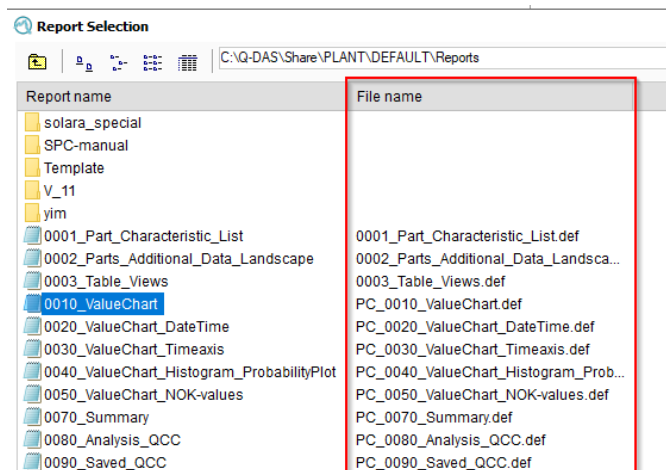 Report Selection
C:\Q-DAS\Share\PLANT\DEFAULT\Reports
Report name File name
solara_special
SPC-manual
Template
V_11
yim
0001_Part_Characteristic_List 0001_Part_Characteristic_List.def
0002_Parts_Additional_Data_Landscape 0002_Parts_Additional_Data_Landsca...
0003_Table_Views 0003_Table_Views.def
0010_ValueChart PC_0010_ValueChart.def
0020_ValueChart_DateTime PC_0020_ValueChart_DateTime.def
0030_ValueChart_Timeaxis PC_0030_ValueChart_Timeaxis.def
0040_ValueChart_Histogram_ProbabilityPlot PC_0040_ValueChart_Histogram_Prob...
0050_ValueChart_NOK-values PC_0050_ValueChart_NOK-values.def
0070_Summary PC_0070_Summary.def
0080_Analysis_QCC PC_0080_Analysis_QCC.def
0090_Saved_QCC PC_0090_Saved_QCC.def